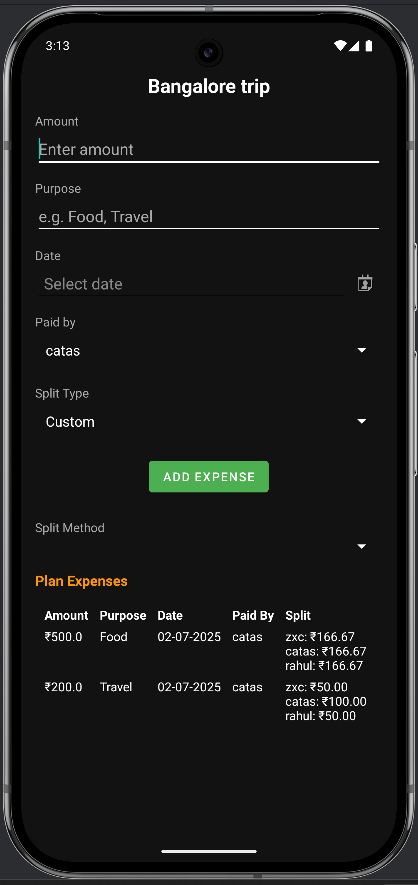 3:13
Bangalore trip
Amount
Enter amount
Purpose
e.g. Food, Travel
Date
Select date
Paid by
catas
Split Type
Custom
ADD EXPENSE
Split Method
Plan Expenses
Amount Purpose Date Paid By Split
₹500.0 Food 02-07-2025 catas zxc: ₹166.67
catas: ₹166.67
rahul: ₹166.67
₹200.0 Travel 02-07-2025 catas zxc: ₹50.00
catas: ₹100.00
rahul: ₹50.00